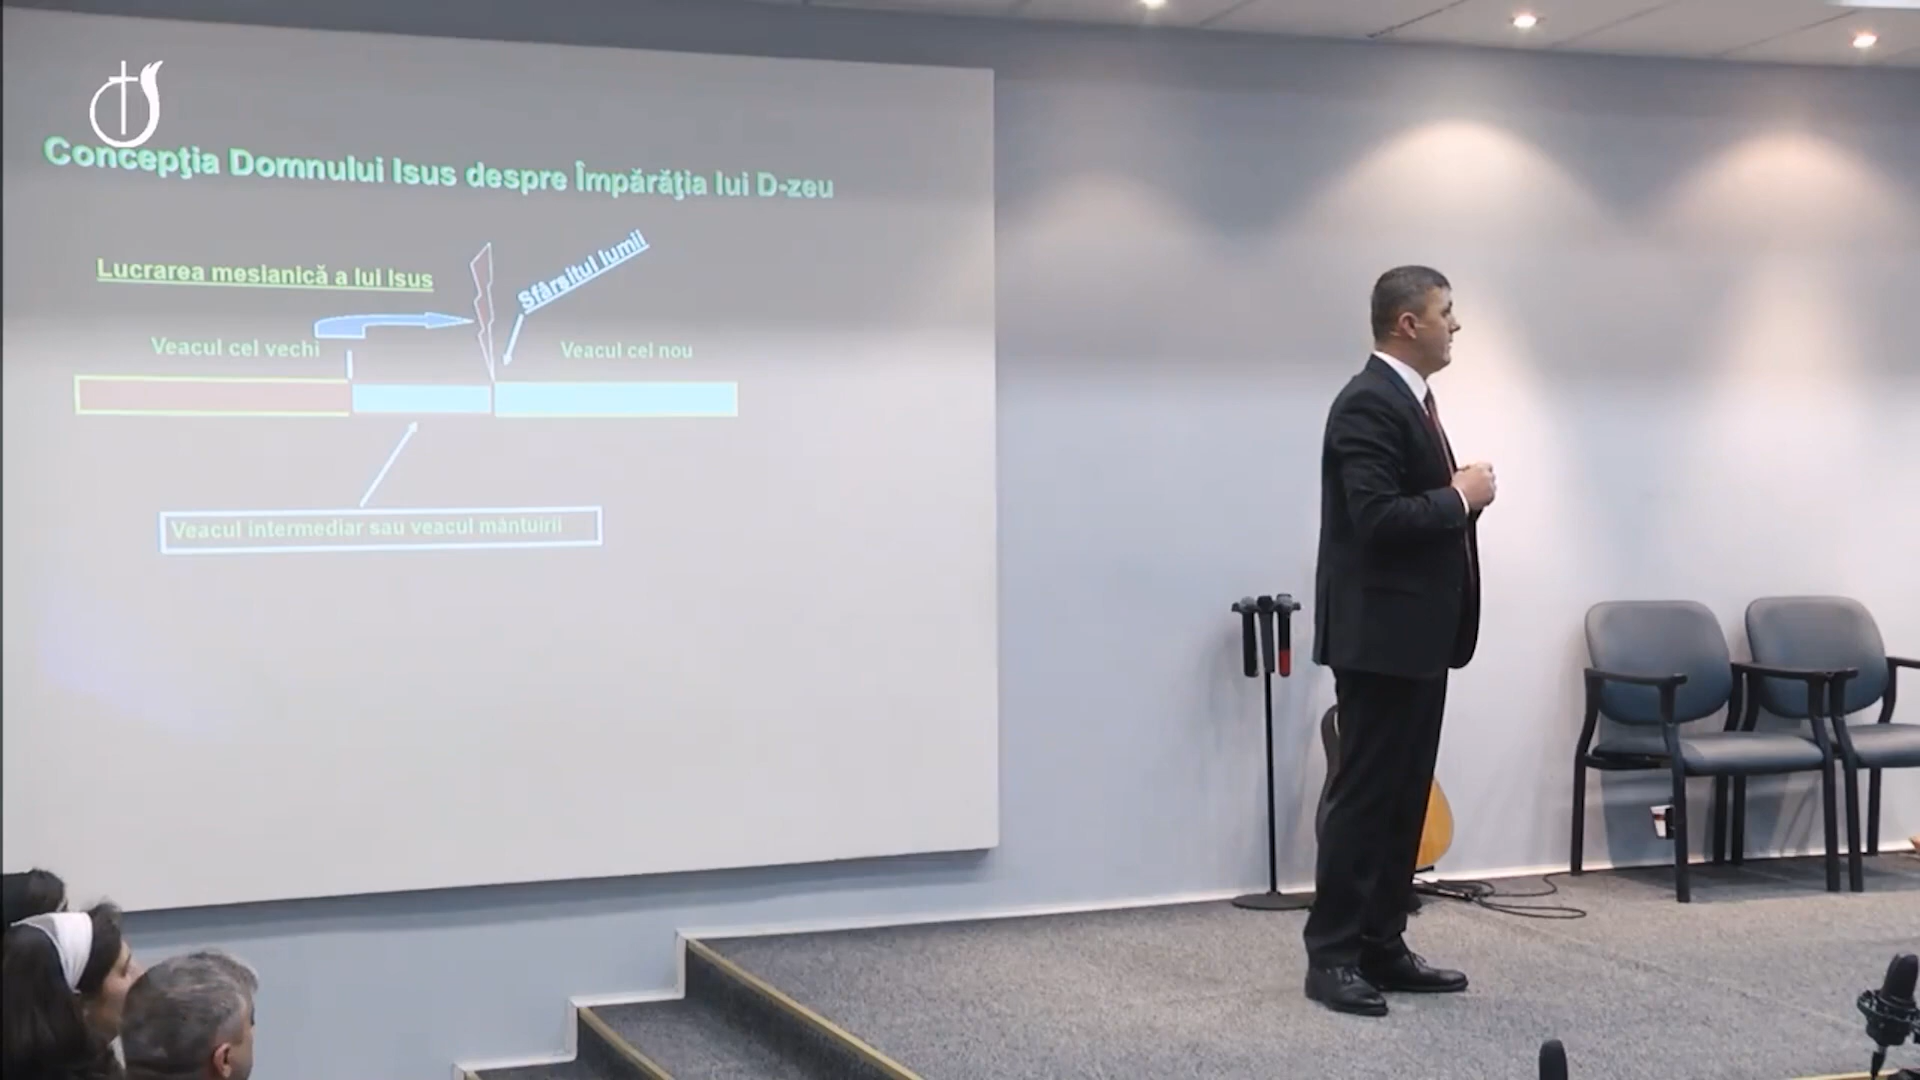 Concepţia Domnului Isus despre Împărăţia lui D-zeu
Lucrarea mesianică a lui Isus
Sfârşitul lumii
Veacul cel vechi
Veacul cel nou
Veacul intermediar sau veacul mântuirii